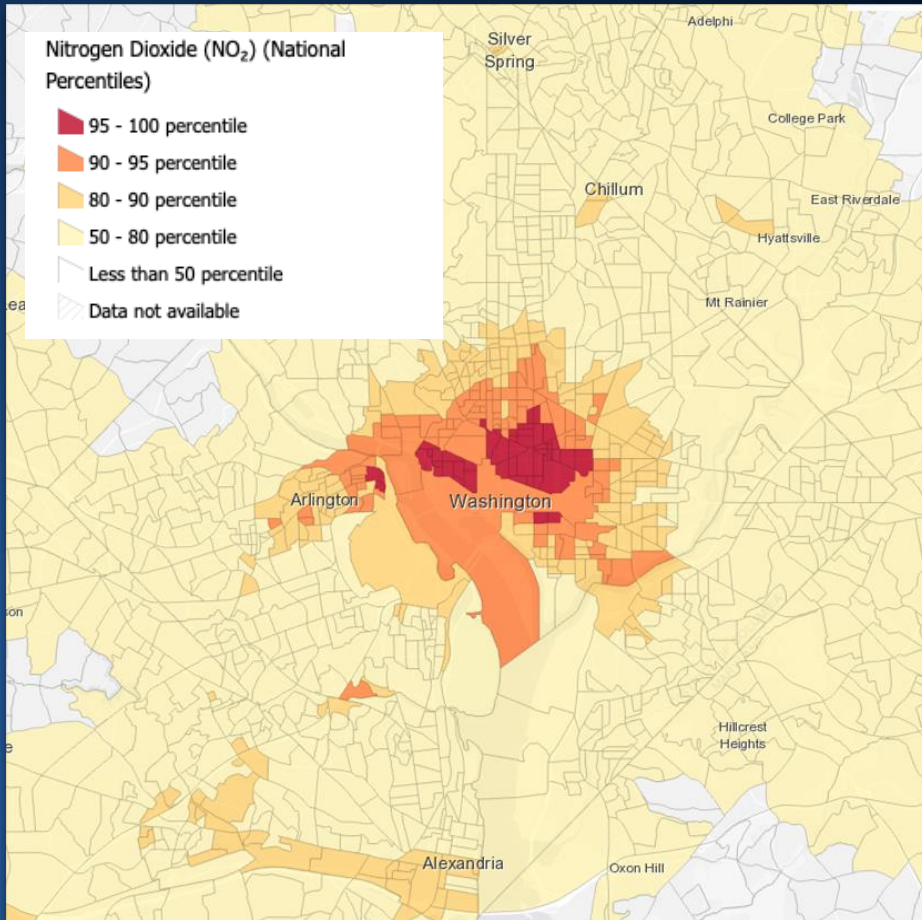 Nitrogen Dioxide (NO₂) (National
Percentiles)
95 - 100 percentile
90 - 95 percentile
80 - 90 percentile
50 - 80 percentile
Less than 50 percentile
Data not available
Adelphi
Silver
Spring
College Park
Chillum
East Riverdale
Hyattsville
Mt Rainier
Arlington
Washington
Hillcrest
Heights
Alexandria
Oxon Hill